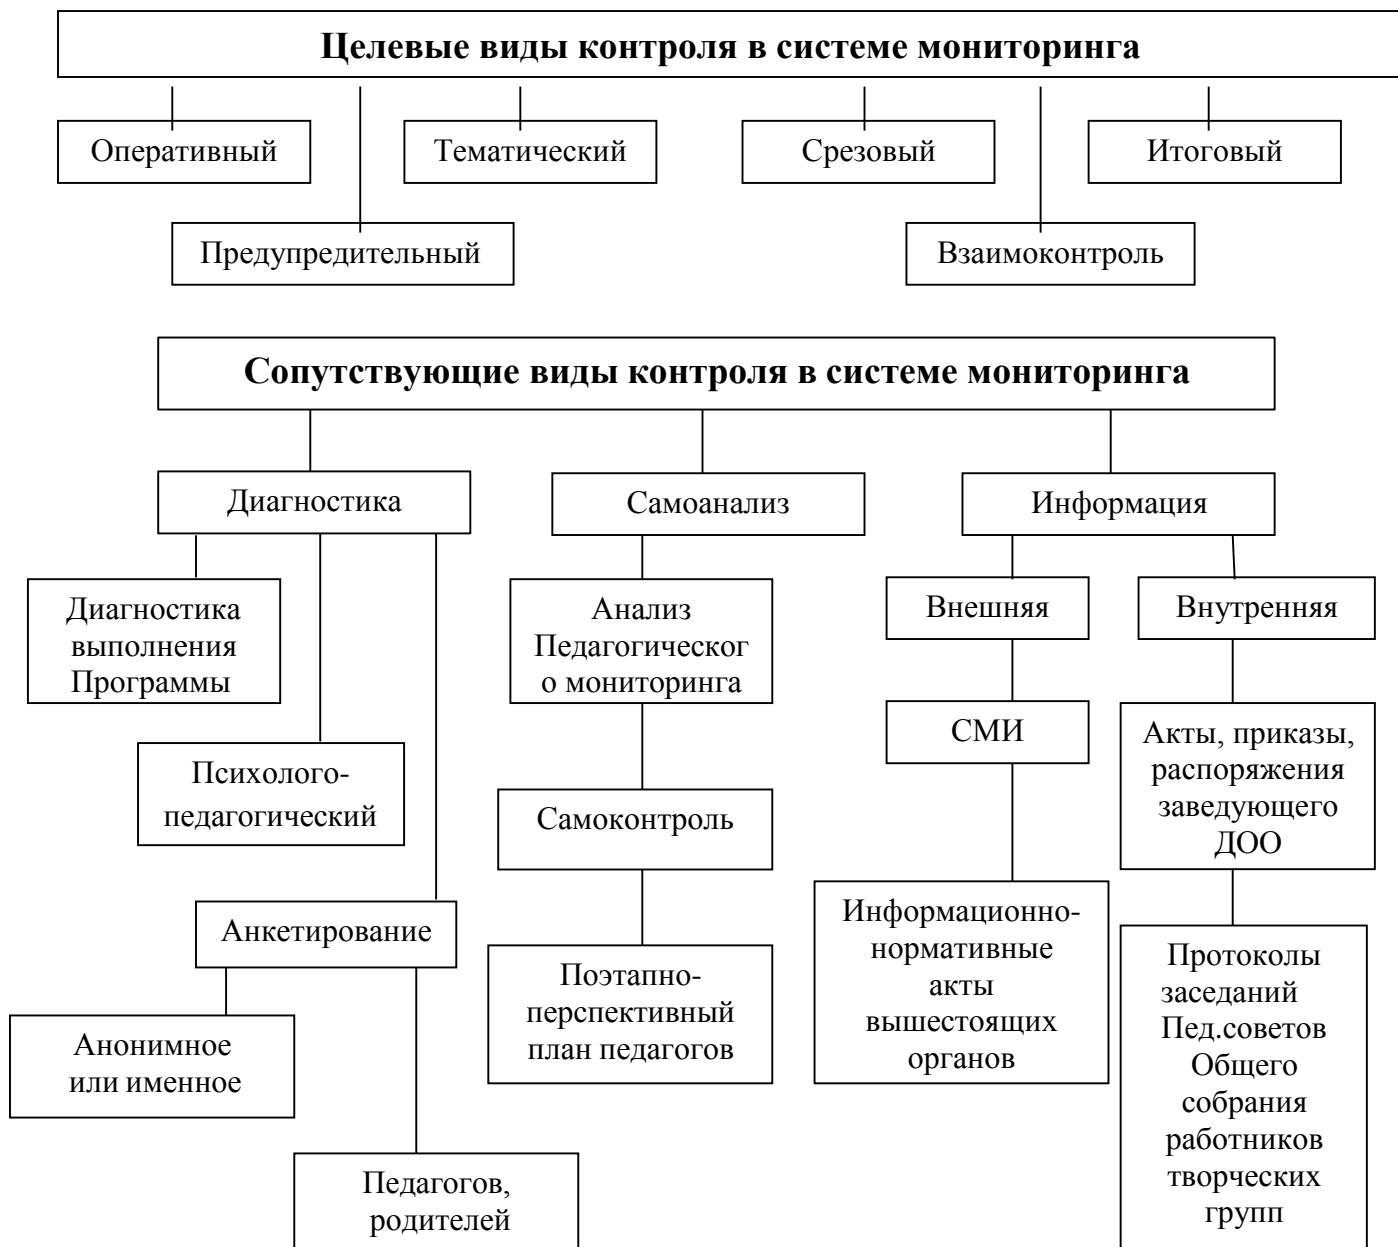 Целевые виды контроля в системе мониторинга
Оперативный
Тематический
Срезовый
Итоговый
Предупредительный
Взаимоконтроль
Сопутствующие виды контроля в системе мониторинга
Диагностика
Самоанализ
Информация
Диагностика
выполнения
Программы
Анализ
Педагогическог
о мониторинга
Внешняя
Внутренняя
Психолого-
педагогический
Самоконтроль
СМИ
Акты, приказы,
распоряжения
заведующего
ДОО
Анкетирование
Поэтапно-
перспективный
план педагогов
Информационно-
нормативные
акты
вышестоящих
органов
Протоколы
заседаний
Пед.советов
Общего
собрания
работников
творческих
групп
Анонимное
или именное
Педагогов,
родителей